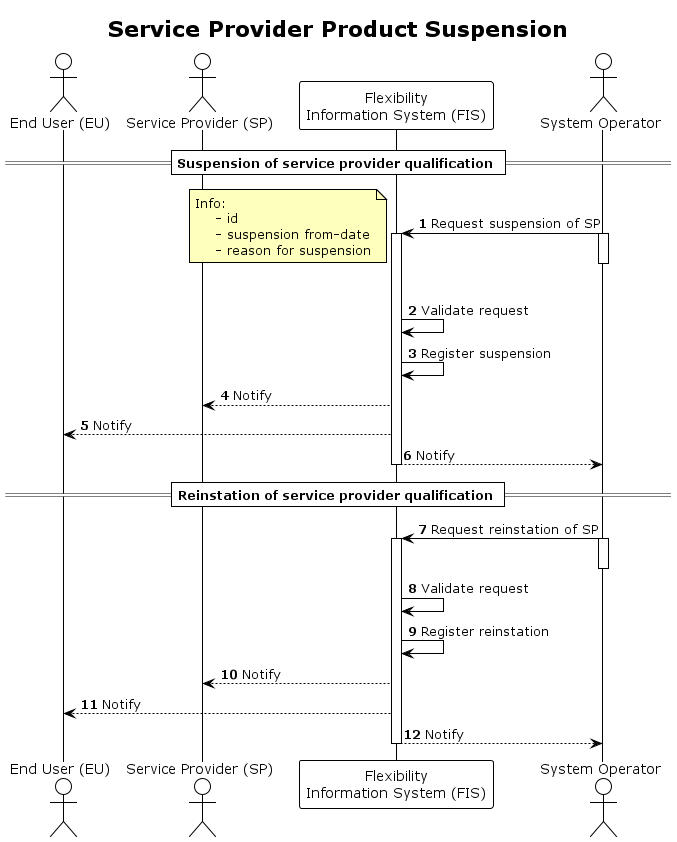 Service Provider Product Suspension
End User (EU)
Service Provider (SP)
Flexibility
Information System (FIS)
System Operator
Suspension of service provider qualification
Info:
- id
- suspension from-date
- reason for suspension
1 Request suspension of SP
2 Validate request
3 Register suspension
4 Notify
5 Notify
6 Notify
Reinstation of service provider qualification
7 Request reinstation of SP
8 Validate request
9 Register reinstation
10 Notify
11 Notify
12 Notify
End User (EU)
Service Provider (SP)
Flexibility
Information System (FIS)
System Operator